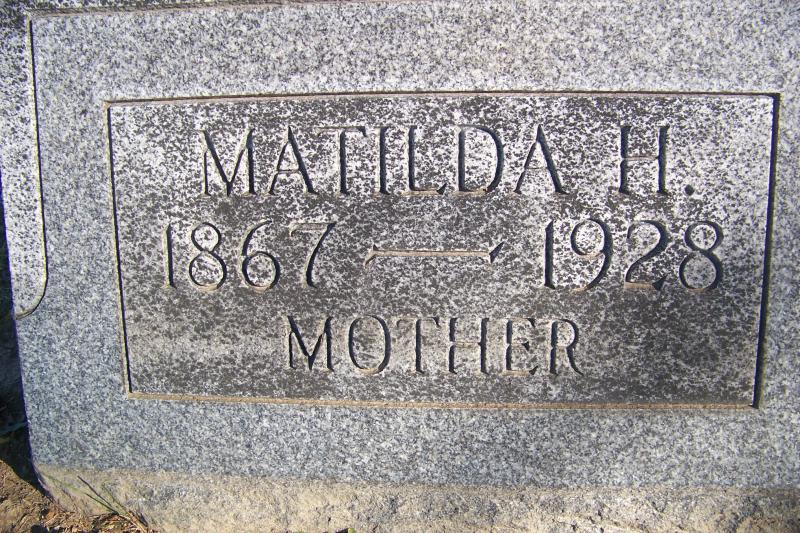 MATILDA H.
1867 — 1928
MOTHER